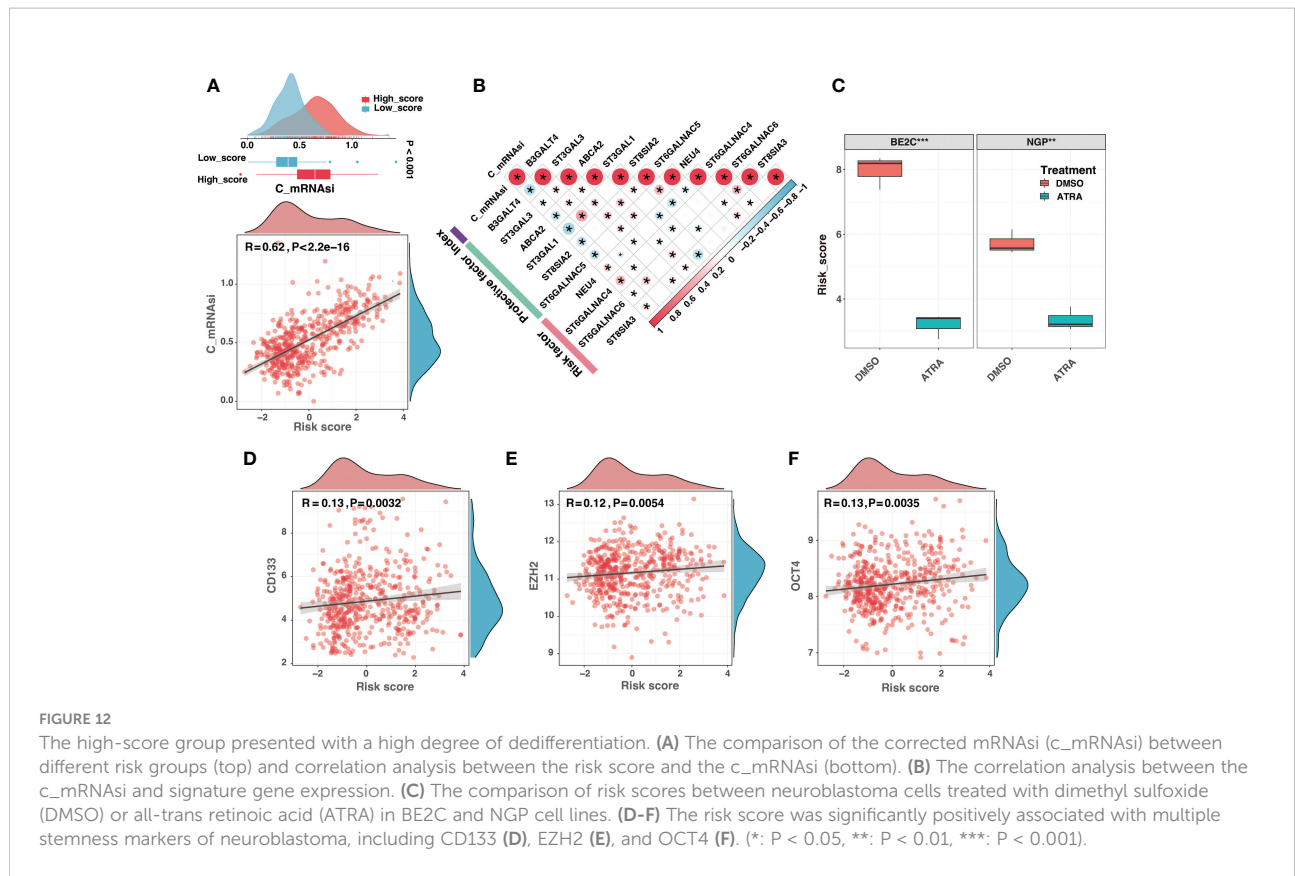 A
High_score
Low_score
0.0 0.5 1.0
P < 0.001
Low_score
High_score
C_mRNAsi
R = 0.62 , P < 2.2e−16
C_mRNAsi
1.0
0.5
0.0
−2 0 2 4
Risk score
B
C_mRNAsi
B3GALT4
ST3GAL3
ABCA2
ST3GAL1
ST8SIA2
ST6GALNAC5
NEU4
ST6GALNAC4
ST6GALNAC6
ST8SIA3
C_mRNAsi
B3GALT4
ST3GAL3
ABCA2
ST3GAL1
ST8SIA2
ST6GALNAC5
NEU4
ST6GALNAC4
ST6GALNAC6
ST8SIA3
Index
Protective factor
Risk factor
−1
−0.8
−0.6
−0.4
−0.2
0
0.2
0.4
0.6
0.8
1
C
BE2C*** NGP**
Risk_score
8
6
4
DMSO ATRA DMSO ATRA
Treatment
DMSO
ATRA
D
R = 0.13 , P = 0.0032
CD133
8
6
4
2
−2 0 2 4
Risk score
E
R = 0.12 , P = 0.0054
EZH2
13
12
11
10
9
−2 0 2 4
Risk score
F
R = 0.13 , P = 0.0035
OCT4
9
8
7
−2 0 2 4
Risk score
FIGURE 12
The high-score group presented with a high degree of dedifferentiation. (A) The comparison of the corrected mRNAsi (c_mRNAsi) between
different risk groups (top) and correlation analysis between the risk score and the c_mRNAsi (bottom). (B) The correlation analysis between the
c_mRNAsi and signature gene expression. (C) The comparison of risk scores between neuroblastoma cells treated with dimethyl sulfoxide
(DMSO) or all-trans retinoic acid (ATRA) in BE2C and NGP cell lines. (D-F) The risk score was significantly positively associated with multiple
stemness markers of neuroblastoma, including CD133 (D), EZH2 (E), and OCT4 (F). (*: P < 0.05, **: P < 0.01, ***: P < 0.001).